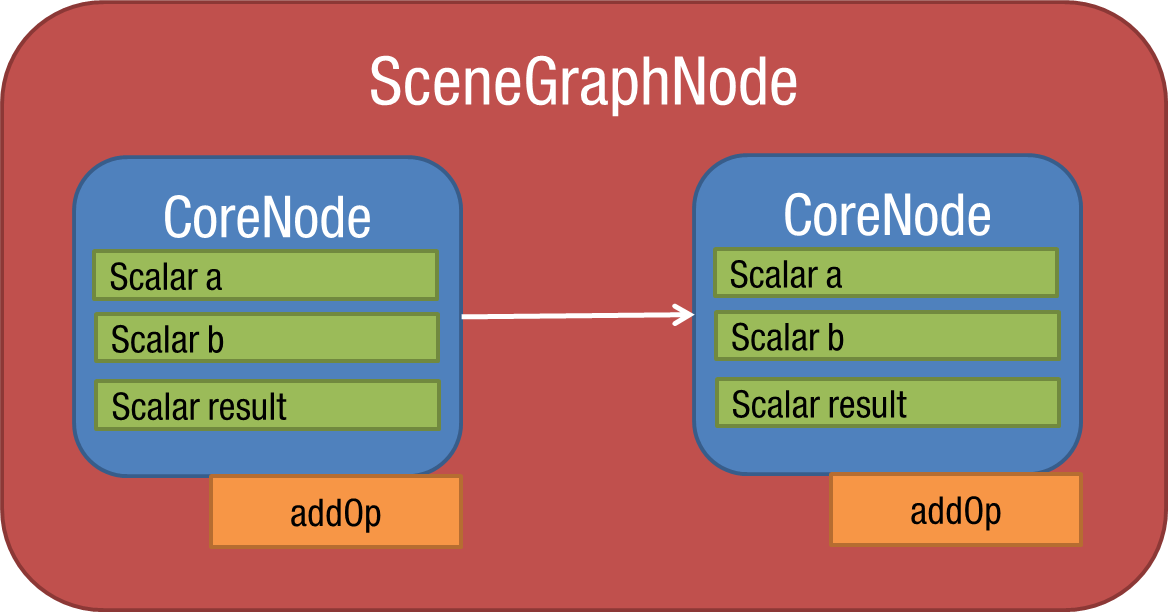 SceneGraphNode
CoreNode
Scalar a
Scalar b
Scalar result
addOp
CoreNode
Scalar a
Scalar b
Scalar result
addOp